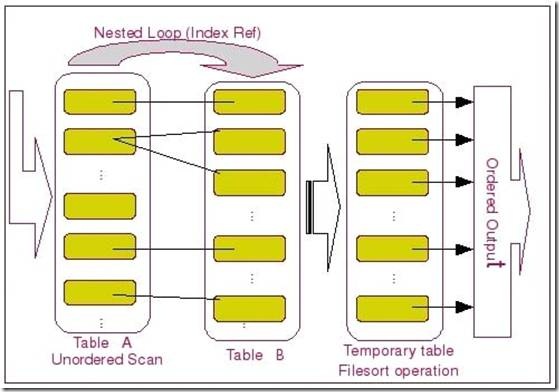 Nested Loop (Index Ref)
Ordered Output
Table A
Unordered Scan
Table B
Temporary table
Filesort operation